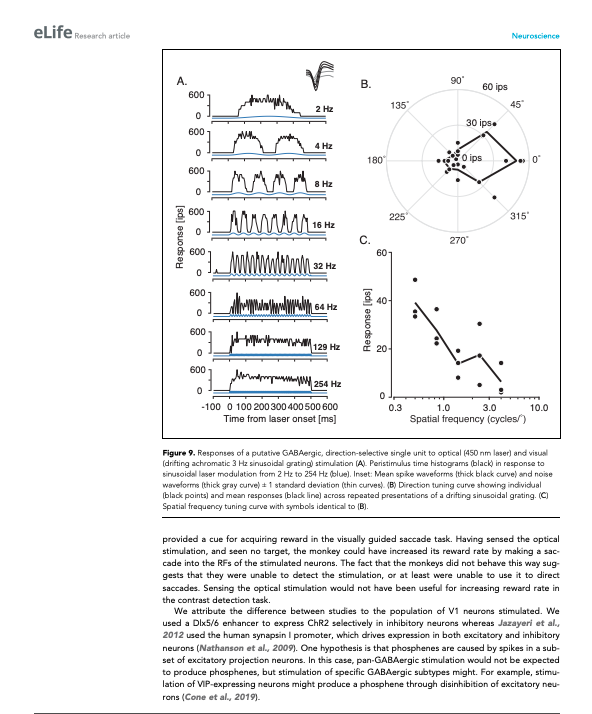 eLife Research article
Neuroscience
A.
600
0
2 Hz
600
0
4 Hz
600
0
8 Hz
600
0
16 Hz
600
0
32 Hz
600
0
64 Hz
600
0
129 Hz
600
0
254 Hz
Response [ips]
-100 0 100 200 300 400 500 600
Time from laser onset [ms]
B.
90°
60 ips
135°
45°
30 ips
180°
0 ips
0°
225°
315°
270°
C.
60
40
20
0
Response [ips]
0.3 1.0 3.0 10.0
Spatial frequency (cycles/°)
Figure 9. Responses of a putative GABAergic, direction-selective single unit to optical (450 nm laser) and visual
(drifting achromatic 3 Hz sinusoidal grating) stimulation (A). Peristimulus time histograms (black) in response to
sinusoidal laser modulation from 2 Hz to 254 Hz (blue). Inset: Mean spike waveforms (thick black curve) and noise
waveforms (thick gray curve) ± 1 standard deviation (thin curves). (B) Direction tuning curve showing individual
(black points) and mean responses (black line) across repeated presentations of a drifting sinusoidal grating. (C)
Spatial frequency tuning curve with symbols identical to (B).
provided a cue for acquiring reward in the visually guided saccade task. Having sensed the optical
stimulation, and seen no target, the monkey could have increased its reward rate by making a sac-
cade into the RFs of the stimulated neurons. The fact that the monkeys did not behave this way sug-
gests that they were unable to detect the stimulation, or at least were unable to use it to direct
saccades. Sensing the optical stimulation would not have been useful for increasing reward rate in
the contrast detection task.
We attribute the difference between studies to the population of V1 neurons stimulated. We
used a Dlx5/6 enhancer to express ChR2 selectively in inhibitory neurons whereas Jazayeri et al.,
2012 used the human synapsin I promoter, which drives expression in both excitatory and inhibitory
neurons (Nathanson et al., 2009). One hypothesis is that phosphenes are caused by spikes in a sub-
set of excitatory projection neurons. In this case, pan-GABAergic stimulation would not be expected
to produce phosphenes, but stimulation of specific GABAergic subtypes might. For example, stimu-
lation of VIP-expressing neurons might produce a phosphene through disinhibition of excitatory neu-
rons (Cone et al., 2019).